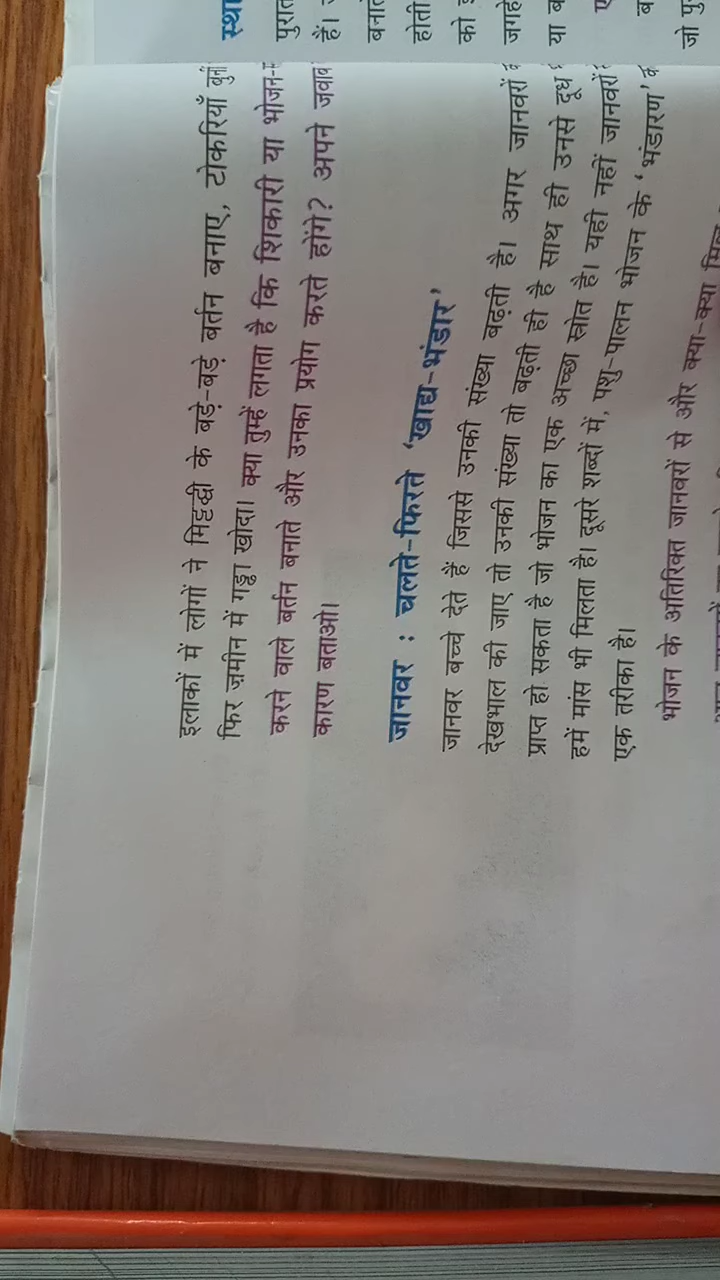 इलाकों में लोगों ने मिट्टी के बड़े-बड़े बर्तन बनाए, टोकरियाँ
फिर ज़मीन में गड्ढा खोदा। क्या तुम्हें लगता है कि शिकारी या भोजन-
करने वाले बर्तन बनाते और उनका प्रयोग करते होंगे? अपने
कारण बताओ।
जानवर : चलते-फिरते ‘खाद्य-भंडार’
जानवर बच्चे देते हैं जिससे उनकी संख्या बढ़ती है। अगर जानवरों
देखभाल की जाए तो उनकी संख्या तो बढ़ती ही है साथ ही उनसे दूध
प्राप्त हो सकता है जो भोजन का एक अच्छा स्रोत है। यही नहीं जानवरों
हमें मांस भी मिलता है। दूसरे शब्दों में, पशु-पालन भोजन के ‘भंडारण’
एक तरीका है।
भोजन के अतिरिक्त जानवरों से और क्या-क्या
स्था
पुरात
हैं।
बनात
होती
को
जगहों
या
जो